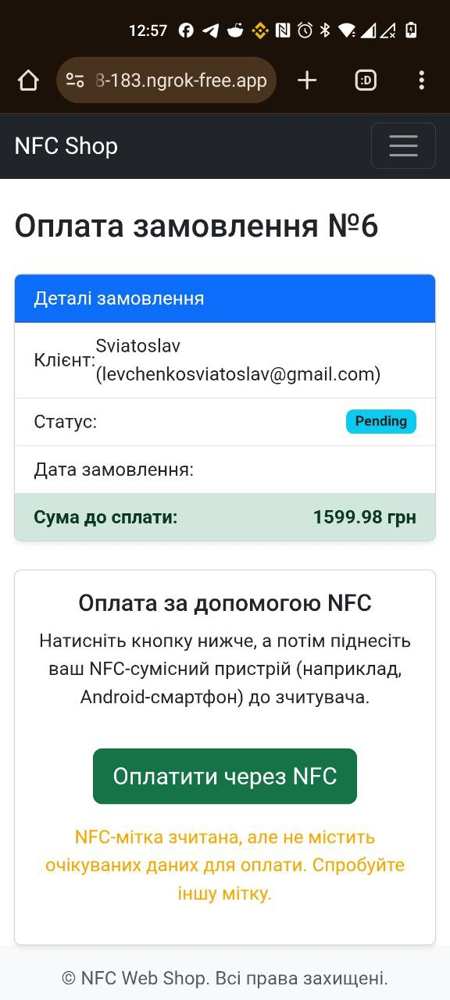 12:57
8-183.ngrok-free.app
:D
NFC Shop
Оплата замовлення №6
Деталі замовлення
Клієнт: Sviatoslav
(levchenkosviatoslav@gmail.com)
Статус: Pending
Дата замовлення:
Сума до сплати: 1599.98 грн
Оплата за допомогою NFC
Натисніть кнопку нижче, а потім піднесіть
ваш NFC-сумісний пристрій (наприклад,
Android-смартфон) до зчитувача.
Оплатити через NFC
NFC-мітка зчитана, але не містить
очікуваних даних для оплати. Спробуйте
іншу мітку.
© NFC Web Shop. Всі права захищені.